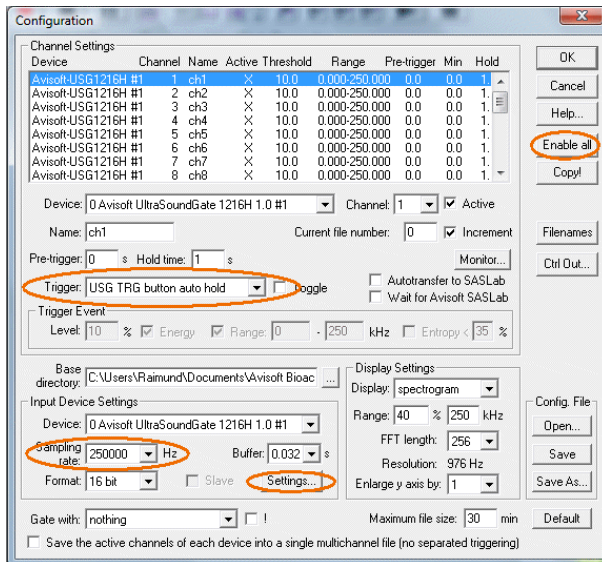 Configuration
Channel Settings
Device Channel Name Active Threshold Range Pre-trigger Min Hold
Avisoft-USG1216H #1 1 ch1 X 10.0 0.000-250.000 0.0 0.0 1.
Avisoft-USG1216H #1 2 ch2 X 10.0 0.000-250.000 0.0 0.0 1.
Avisoft-USG1216H #1 3 ch3 X 10.0 0.000-250.000 0.0 0.0 1.
Avisoft-USG1216H #1 4 ch4 X 10.0 0.000-250.000 0.0 0.0 1.
Avisoft-USG1216H #1 5 ch5 X 10.0 0.000-250.000 0.0 0.0 1.
Avisoft-USG1216H #1 6 ch6 X 10.0 0.000-250.000 0.0 0.0 1.
Avisoft-USG1216H #1 7 ch7 X 10.0 0.000-250.000 0.0 0.0 1.
Avisoft-USG1216H #1 8 ch8 X 10.0 0.000-250.000 0.0 0.0 1.
OK
Cancel
Help...
Enable all
Copy!
Device: 0 Avisoft UltraSoundGate 1216H 1.0 #1 Channel: 1 Active
Name: ch1 Current file number: 0 Increment Filenames
Pre-trigger: 0 s Hold time: 1 s Monitor... Ctrl Out...
Trigger: USG TRG button auto hold Toggle Autotransfer to SASLab
Wait for Avisoft SASLab
Trigger Event
Level: 10 % Energy Range: 0 - 250 kHz Entropy < 35 %
Base directory: C:\Users\Raimund\Documents\Avisoft Bioac ...
Input Device Settings
Device: 0 Avisoft UltraSoundGate 1216H 1.0 #1
Sampling rate: 250000 Hz Buffer: 0.032 s
Format: 16 bit Slave Settings...
Display Settings
Display: spectrogram
Range: 40 % 250 kHz
FFT length: 256
Resolution: 976 Hz
Enlarge y axis by: 1
Config. File
Open...
Save
Save As...
Gate with: nothing ! Maximum file size: 30 min Default
Save the active channels of each device into a single multichannel file (no separated triggering)